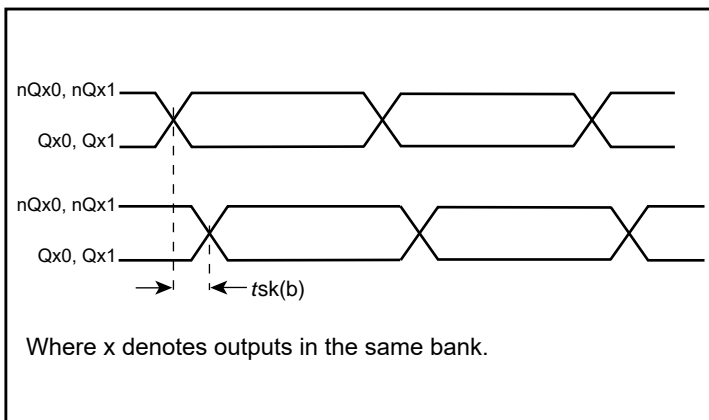 nQx0, nQx1
Qx0, Qx1
nQx0, nQx1
Qx0, Qx1
tsk(b)
Where x denotes outputs in the same bank.